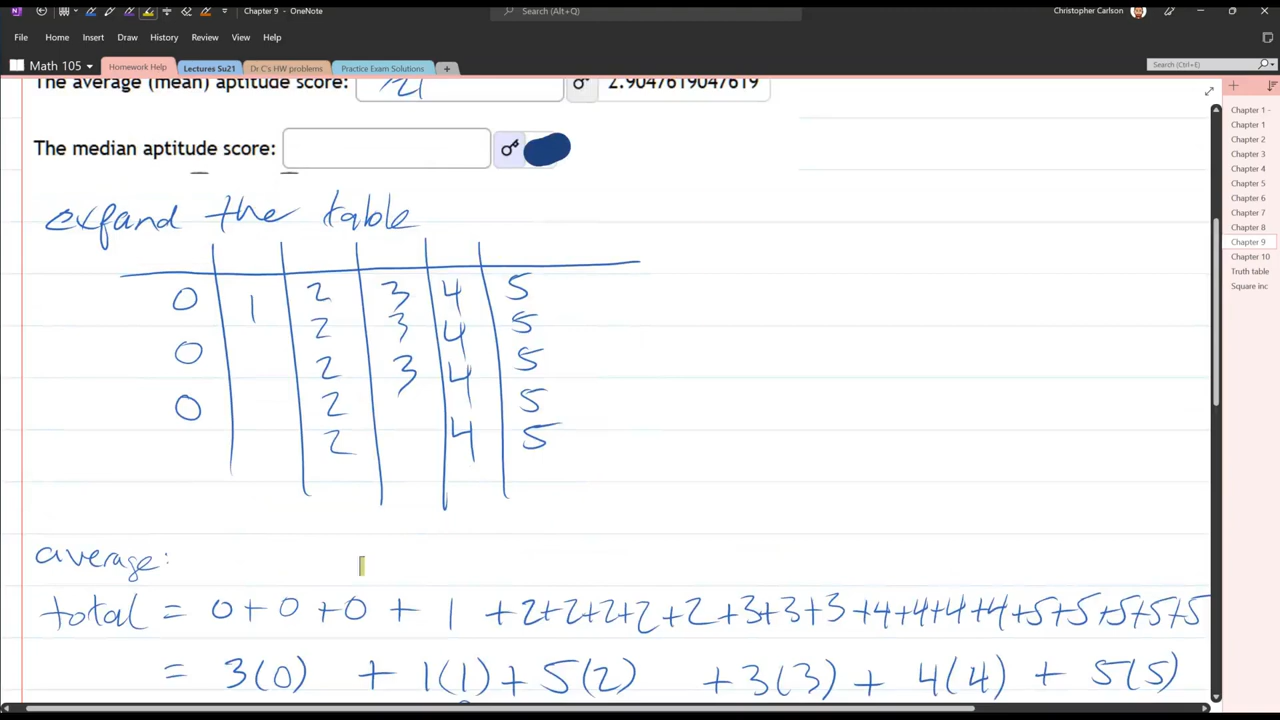 Chapter 9 - OneNote
Search (Alt+Q)
Christopher Carlson
File Home Insert Draw History Review View Help
Math 105
Homework Help
Lectures Su21
Dr C's HW problems
Practice Exam Solutions
Search (Ctrl+E)
The average (mean) aptitude score:
21
2.9047619047619
The median aptitude score:
expand the table
0 1 2 3 4 5
2 3 4 5
0 2 3 4 5
0 2 5
2 4 5
average:
total = 0+0+0+1+2+2+2+2+2+3+3+3+4+4+4+4+5+5+5+5+5
= 3(0) + 1(1) + 5(2) + 3(3) + 4(4) + 5(5)
Chapter 1 -
Chapter 1
Chapter 2
Chapter 3
Chapter 4
Chapter 5
Chapter 6
Chapter 7
Chapter 8
Chapter 9
Chapter 10
Truth table
Square inc